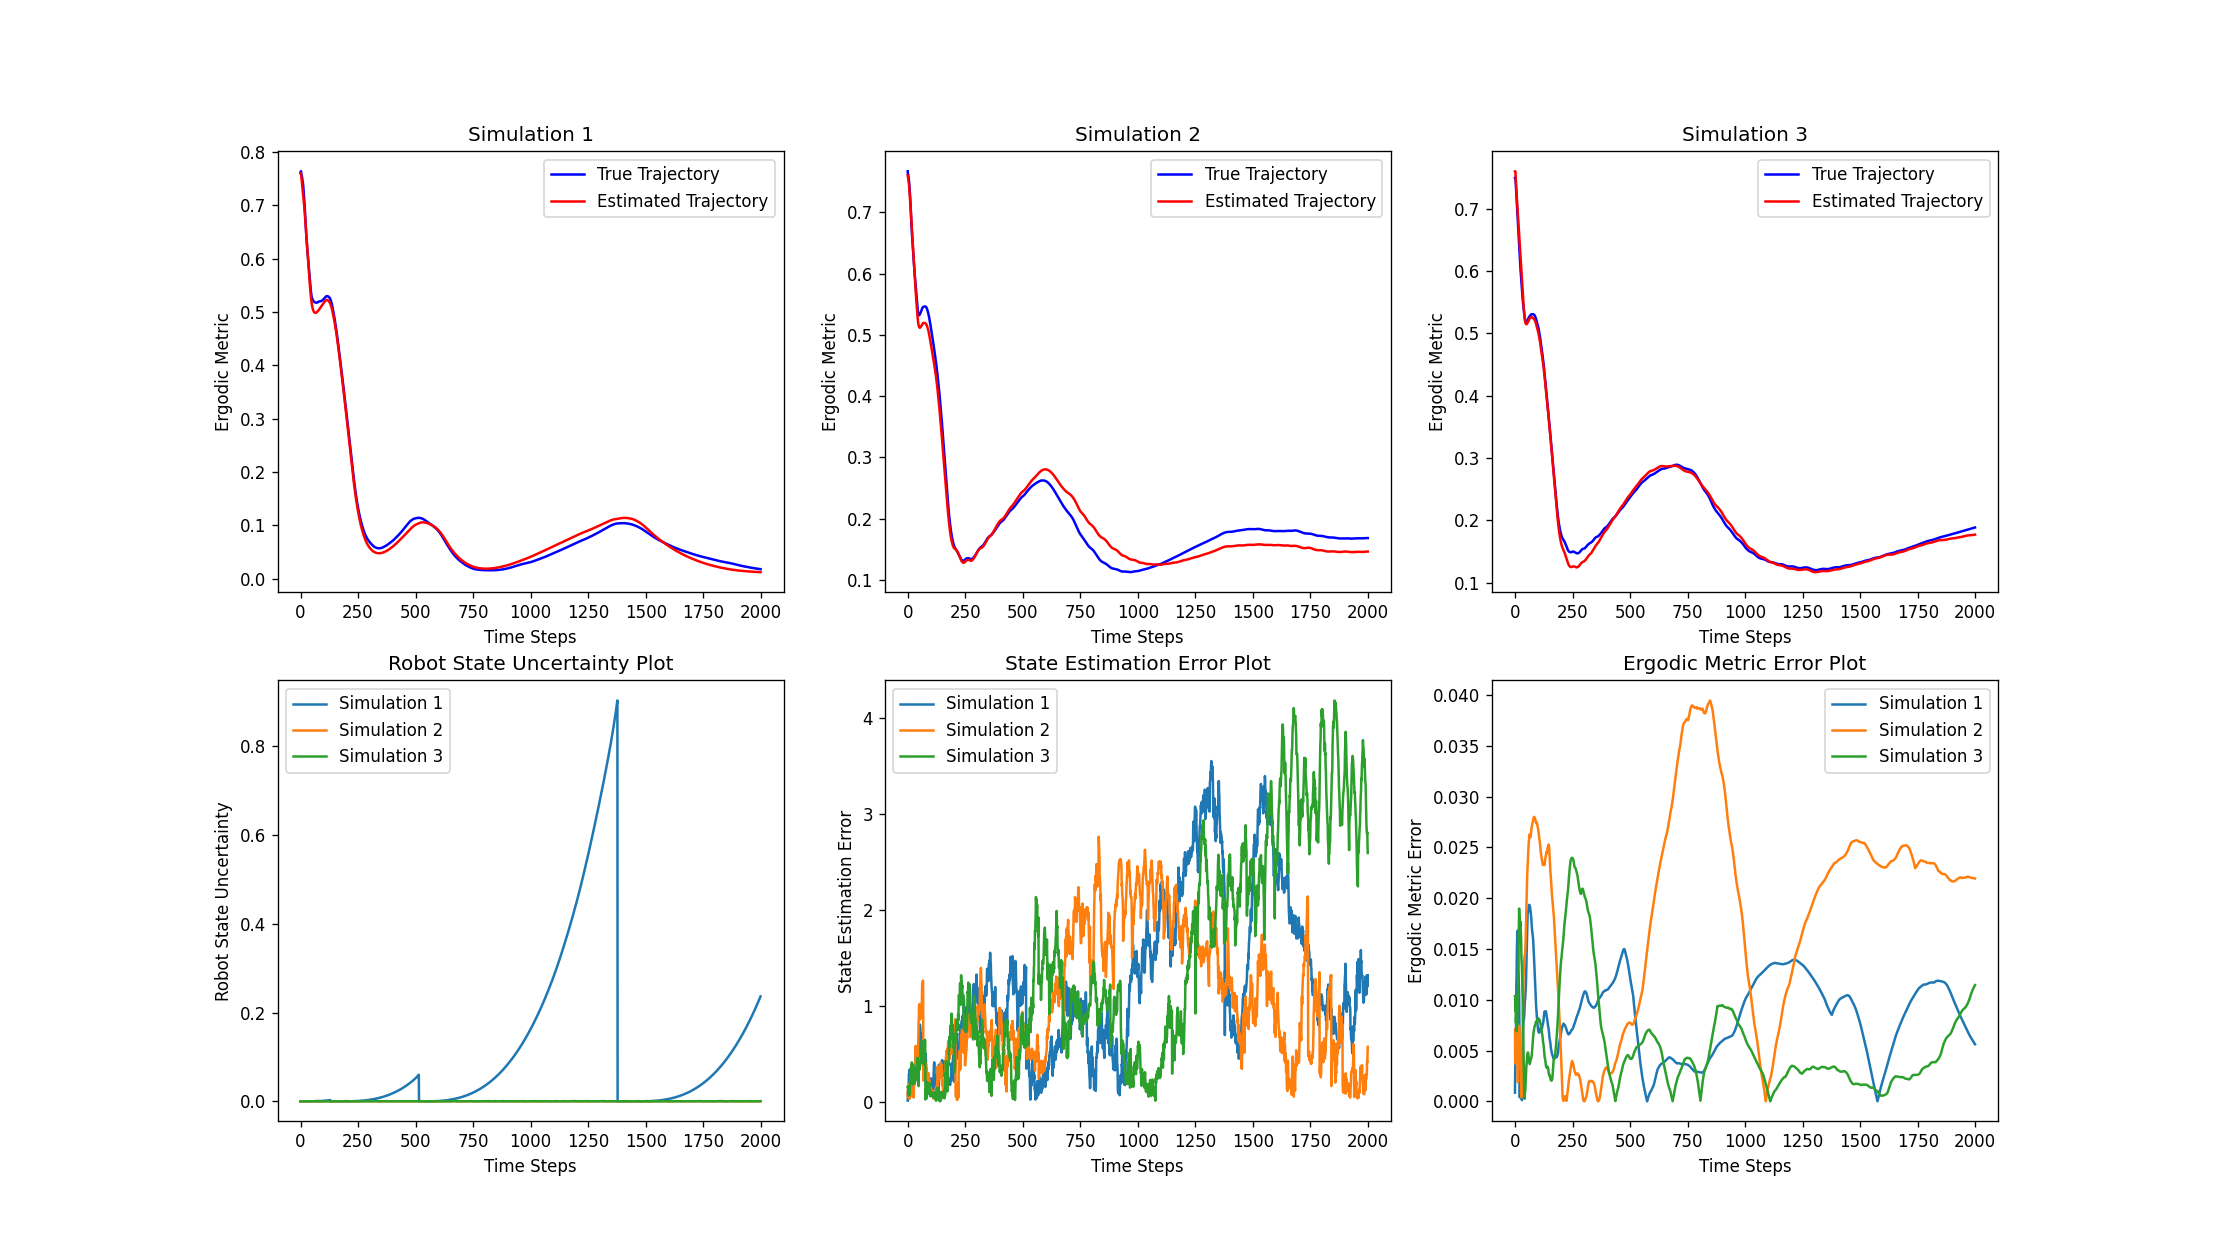 Simulation 1
Simulation 2
Simulation 3
True Trajectory
Estimated Trajectory
True Trajectory
Estimated Trajectory
True Trajectory
Estimated Trajectory
Ergodic Metric
0.8
0.7
0.6
0.5
0.4
0.3
0.2
0.1
0.0
Ergodic Metric
0.7
0.6
0.5
0.4
0.3
0.2
0.1
Ergodic Metric
0.7
0.6
0.5
0.4
0.3
0.2
0.1
0 250 500 750 1000 1250 1500 1750 2000
0 250 500 750 1000 1250 1500 1750 2000
0 250 500 750 1000 1250 1500 1750 2000
Time Steps
Time Steps
Time Steps
Robot State Uncertainty Plot
State Estimation Error Plot
Ergodic Metric Error Plot
Simulation 1
Simulation 2
Simulation 3
Simulation 1
Simulation 2
Simulation 3
Simulation 1
Simulation 2
Simulation 3
Robot State Uncertainty
0.8
0.6
0.4
0.2
0.0
State Estimation Error
4
3
2
1
0
Ergodic Metric Error
0.040
0.035
0.030
0.025
0.020
0.015
0.010
0.005
0.000
0 250 500 750 1000 1250 1500 1750 2000
0 250 500 750 1000 1250 1500 1750 2000
0 250 500 750 1000 1250 1500 1750 2000
Time Steps
Time Steps
Time Steps